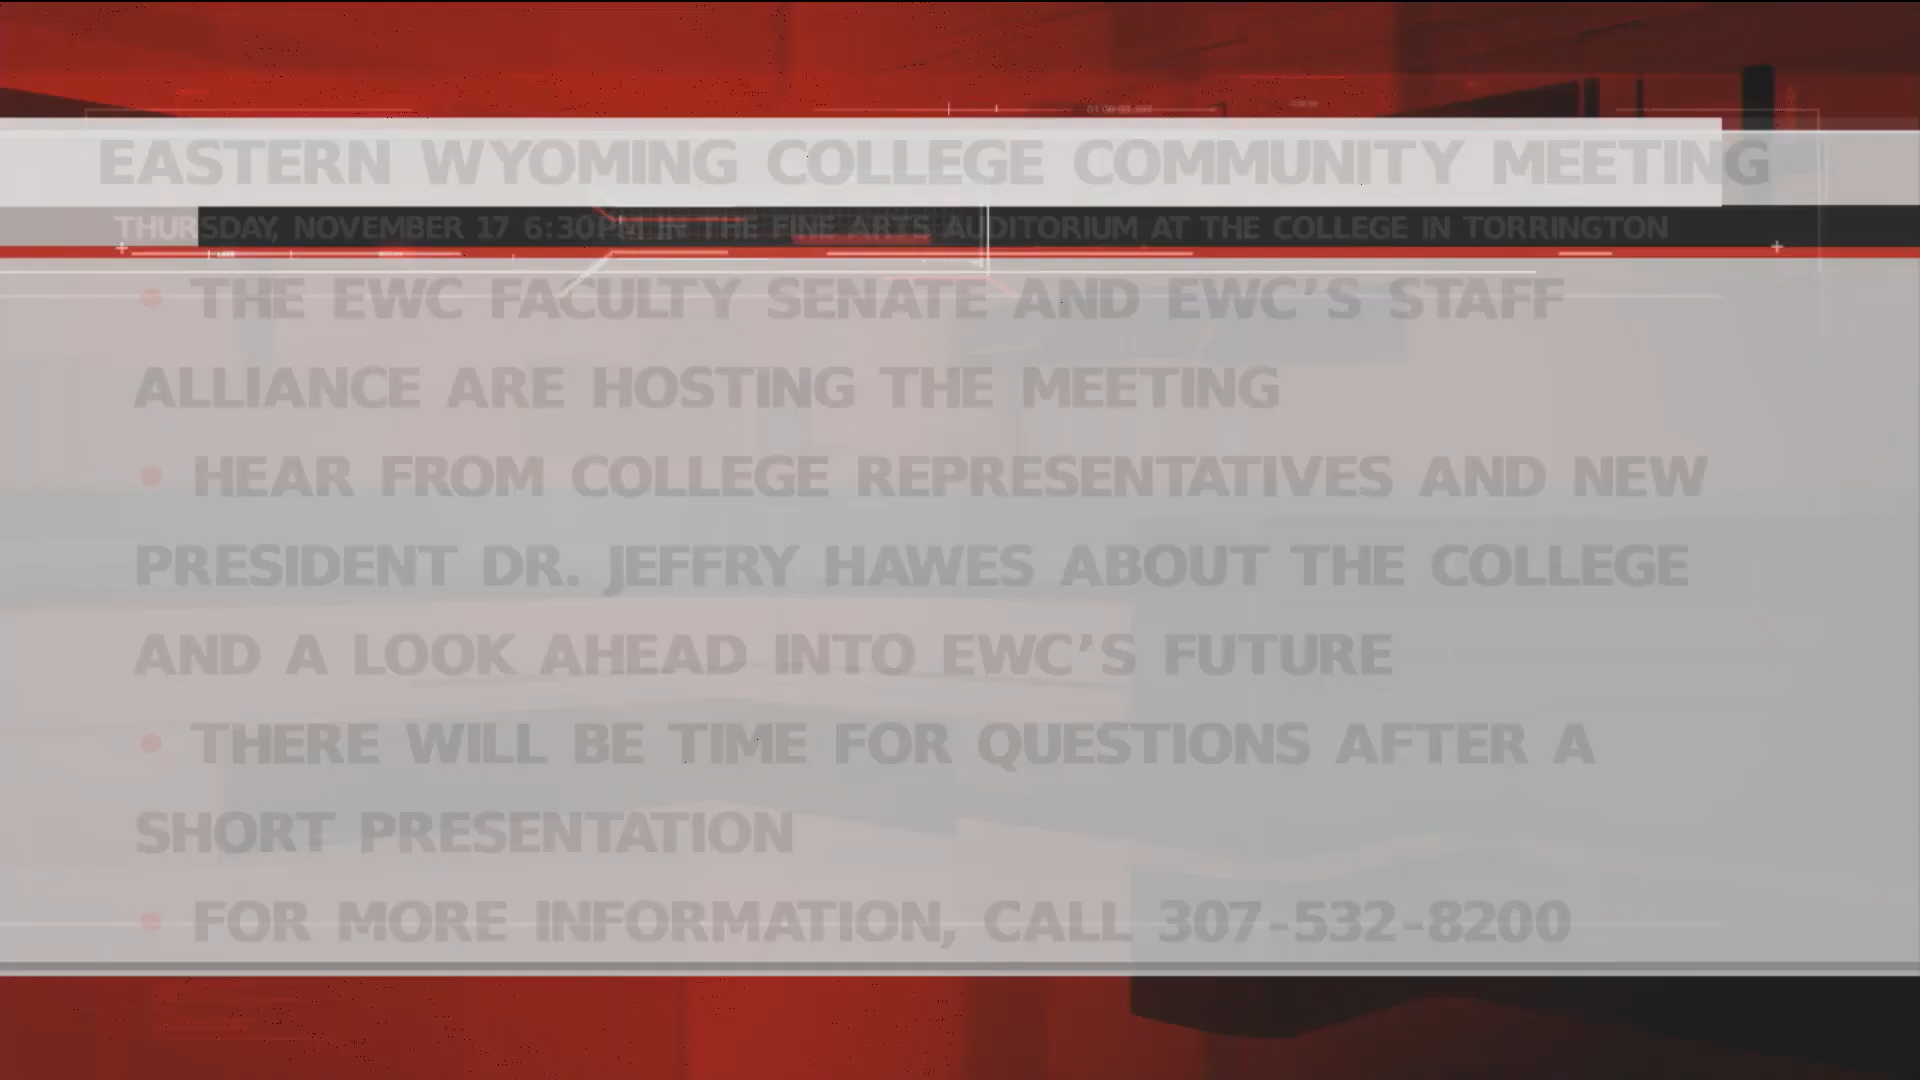 EASTERN WYOMING COLLEGE COMMUNITY MEETING
THURSDAY, NOVEMBER 17 6:30PM IN THE FINE ARTS AUDITORIUM AT THE COLLEGE IN TORRINGTON
• THE EWC FACULTY SENATE AND EWC’S STAFF
ALLIANCE ARE HOSTING THE MEETING
• HEAR FROM COLLEGE REPRESENTATIVES AND NEW
PRESIDENT DR. JEFFRY HAWES ABOUT THE COLLEGE
AND A LOOK AHEAD INTO EWC’S FUTURE
• THERE WILL BE TIME FOR QUESTIONS AFTER A
SHORT PRESENTATION
• FOR MORE INFORMATION, CALL 307-532-8200